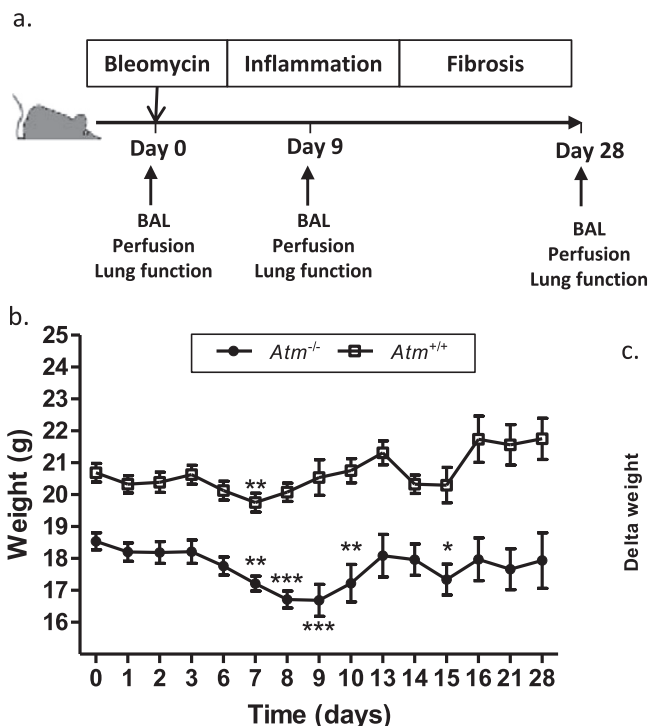 a.
Bleomycin Inflammation Fibrosis
Day 0 Day 9 Day 28
BAL
Perfusion
Lung function
BAL
Perfusion
Lung function
BAL
Perfusion
Lung function
b.
Atm-/- Atm+/+
Weight (g)
25
24
23
22
21
20
19
18
17
16
**
**
***
***
**
*
0 1 2 3 6 7 8 9 10 13 14 15 16 21 28
Time (days)
c.
Delta weight